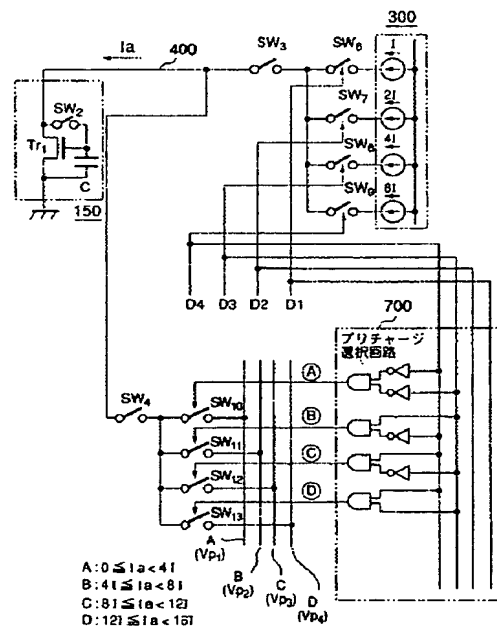 300
Ia
400
SW3
SW6
I
SW2
SW7
2I
Tr1
SW8
4I
C
SW9
8I
150
D4 D3 D2 D1
700
プリチャージ
選択回路
A
SW4
SW10
B
SW11
C
SW12
D
SW13
A
(Vp1)
B
(Vp2)
C
(Vp3)
D
(Vp4)
A:0≦Ia<4I
B:4I≦Ia<8I
C:8I≦Ia<12I
D:12I≦Ia<16I